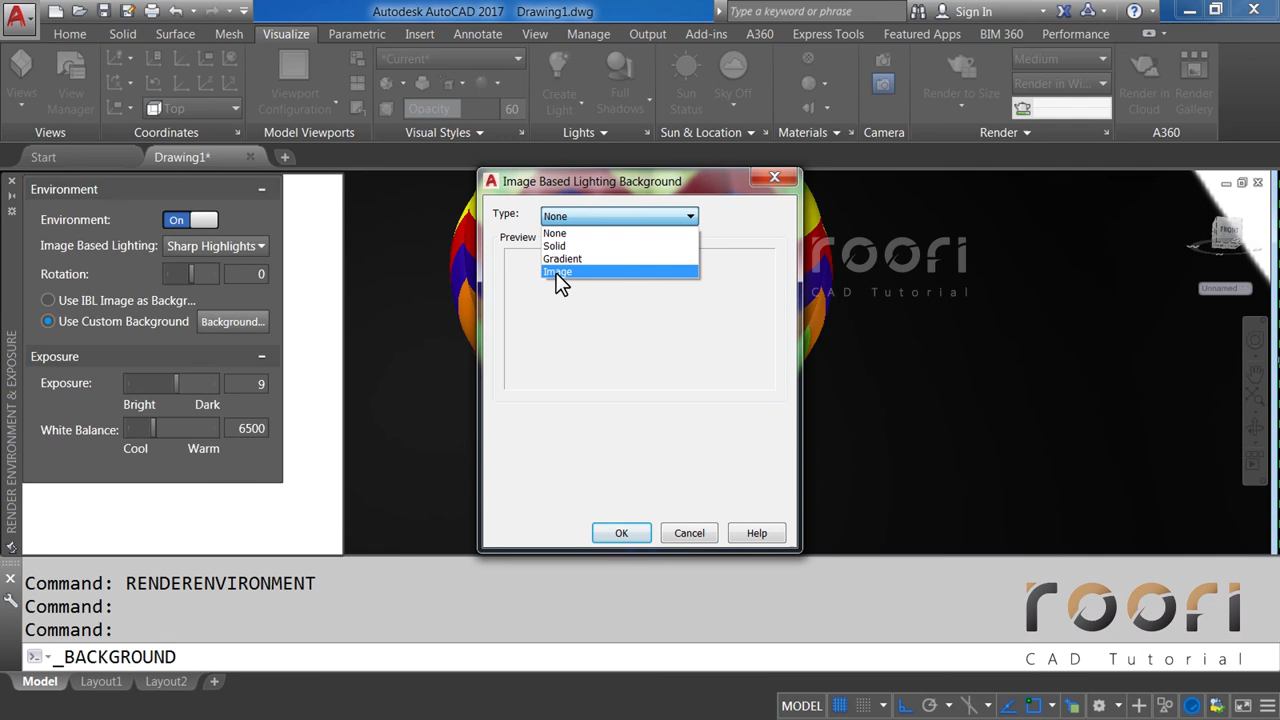 Autodesk AutoCAD 2017 Drawing1.dwg
Type a keyword or phrase
Sign In
Home Solid Surface Mesh Visualize Parametric Insert Annotate View Manage Output Add-ins A360 Express Tools Featured Apps BIM 360 Performance
Views
View Manager
Top
Viewport Configuration
*Current*
Opacity 60
Create Light
Full Shadows
Sun Status
Sky Off
Render to Size
Medium
Render in Wi...
Render in Cloud
Render Gallery
Views Coordinates Model Viewports Visual Styles Lights Sun & Location Materials Camera Render A360
Start Drawing1*
Environment
Environment: On
Image Based Lighting: Sharp Highlights
Rotation: 0
Use IBL Image as Backgr...
Use Custom Background Background...
Exposure
Exposure: 9
Bright Dark
White Balance: 6500
Cool Warm
RENDER ENVIRONMENT & EXPOSURE
Image Based Lighting Background
Type: None
None
Solid
Gradient
Image
Preview
OK Cancel Help
roofi
CAD Tutorial
FRONT
Unnamed
Command: RENDERENVIRONMENT
Command:
Command:
_BACKGROUND
roofi
CAD Tutorial
Model Layout1 Layout2
MODEL